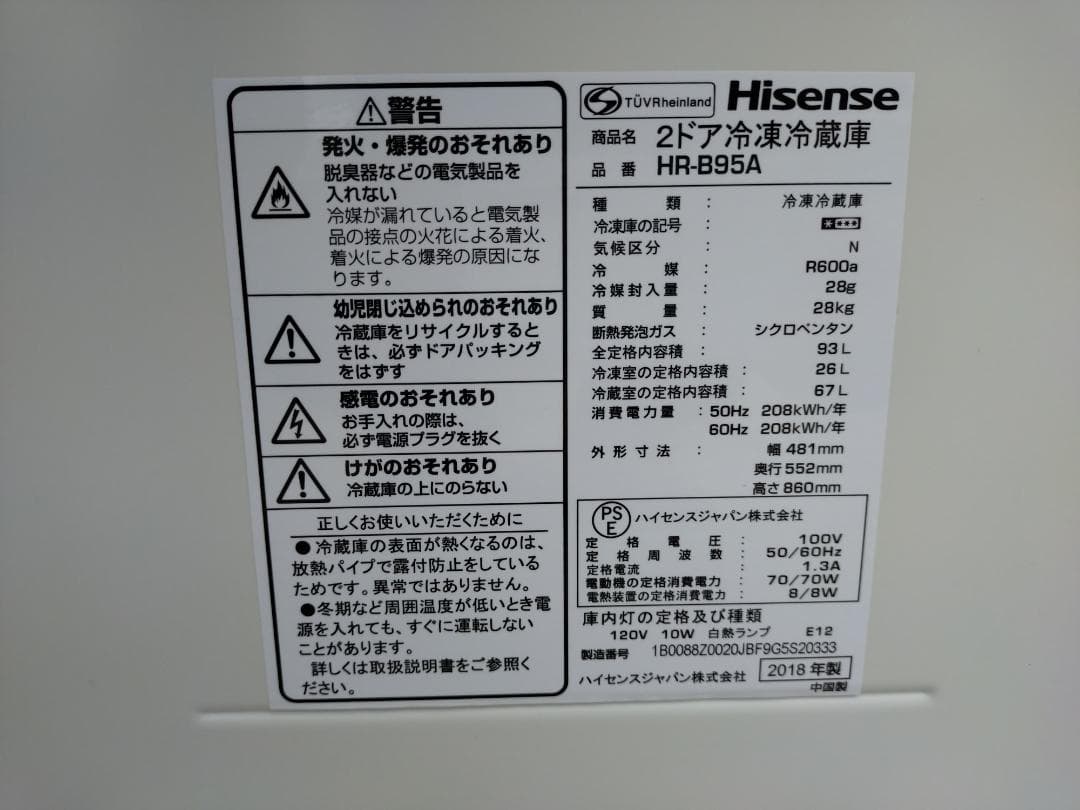 警告
発火・爆発のおそれあり
脱臭器などの電気製品を
入れない
冷媒が漏れていると電気製
品の接点の火花による着火、
着火による爆発の原因にな
ります。
幼児閉じ込められのおそれあり
冷蔵庫をリサイクルすると
きは、必ずドアパッキング
をはずす
感電のおそれあり
お手入れの際は、
必ず電源プラグを抜く
けがのおそれあり
冷蔵庫の上にのらない
正しくお使いいただくために
●冷蔵庫の表面が熱くなるのは、
放熱パイプで露付防止をしている
ためです。異常ではありません。
●冬期など周囲温度が低いとき電
源を入れても、すぐに運転しない
ことがあります。
詳しくは取扱説明書をご参照く
ださい。
TÜVRheinland Hisense
商品名 2ドア冷凍冷蔵庫
品番 HR-B95A
種類：冷凍冷蔵庫
冷凍庫の記号：****
気候区分：N
冷媒：R600a
冷媒封入量：28g
質量：28kg
断熱発泡ガス：シクロペンタン
全定格内容積：93L
冷凍室の定格内容積：26L
冷蔵室の定格内容積：67L
消費電力量：50Hz 208kWh/年
60Hz 208kWh/年
外形寸法：幅 481mm
奥行 552mm
高さ 860mm
PS
E ハイセンスジャパン株式会社
定格電圧：100V
定格周波数：50/60Hz
定格電流：1.3A
電動機の定格消費電力：70/70W
電熱装置の定格消費電力：8/8W
庫内灯の定格及び種類
120V 10W 白熱ランプ E12
製造番号 1B0088Z0020JBF9G5S20333
ハイセンスジャパン株式会社 2018年製
中国製